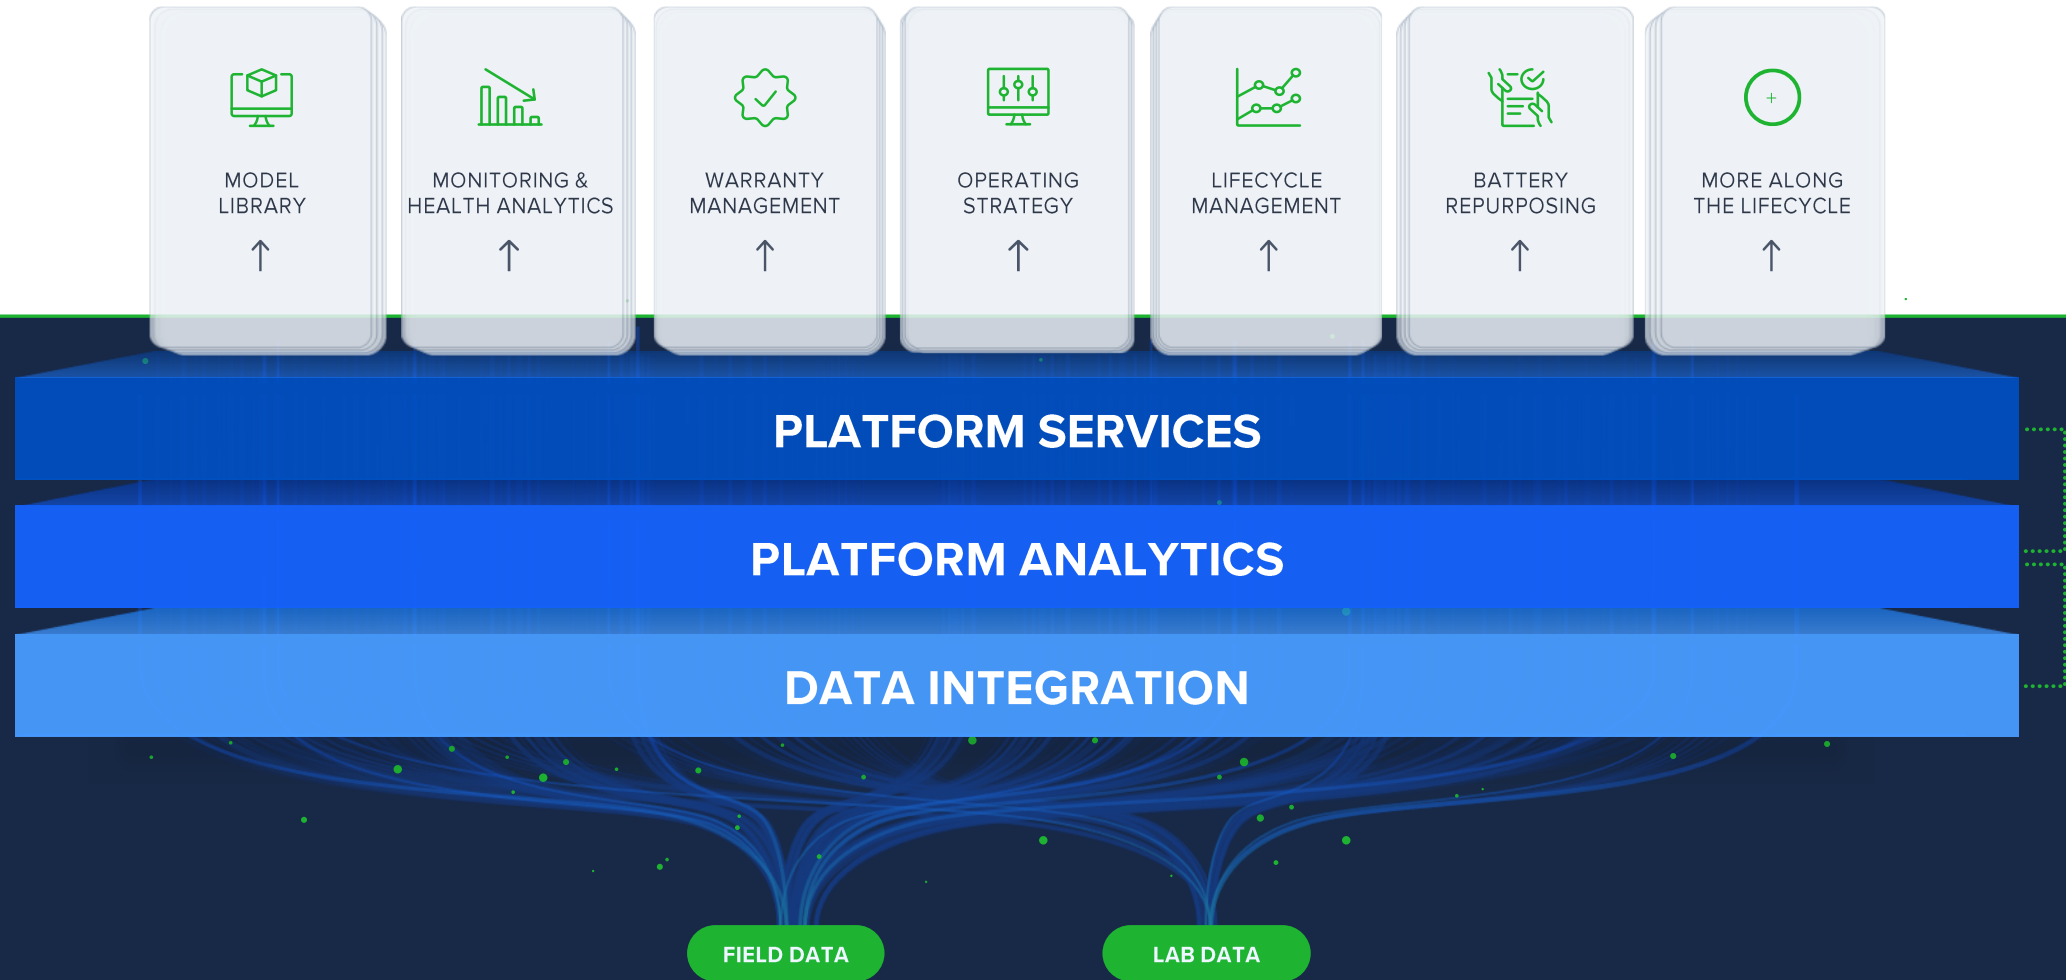 MODEL
LIBRARY
MONITORING &
HEALTH ANALYTICS
WARRANTY
MANAGEMENT
OPERATING
STRATEGY
LIFECYCLE
MANAGEMENT
BATTERY
REPURPOSING
MORE ALONG
THE LIFECYCLE
PLATFORM SERVICES
PLATFORM ANALYTICS
DATA INTEGRATION
FIELD DATA
LAB DATA